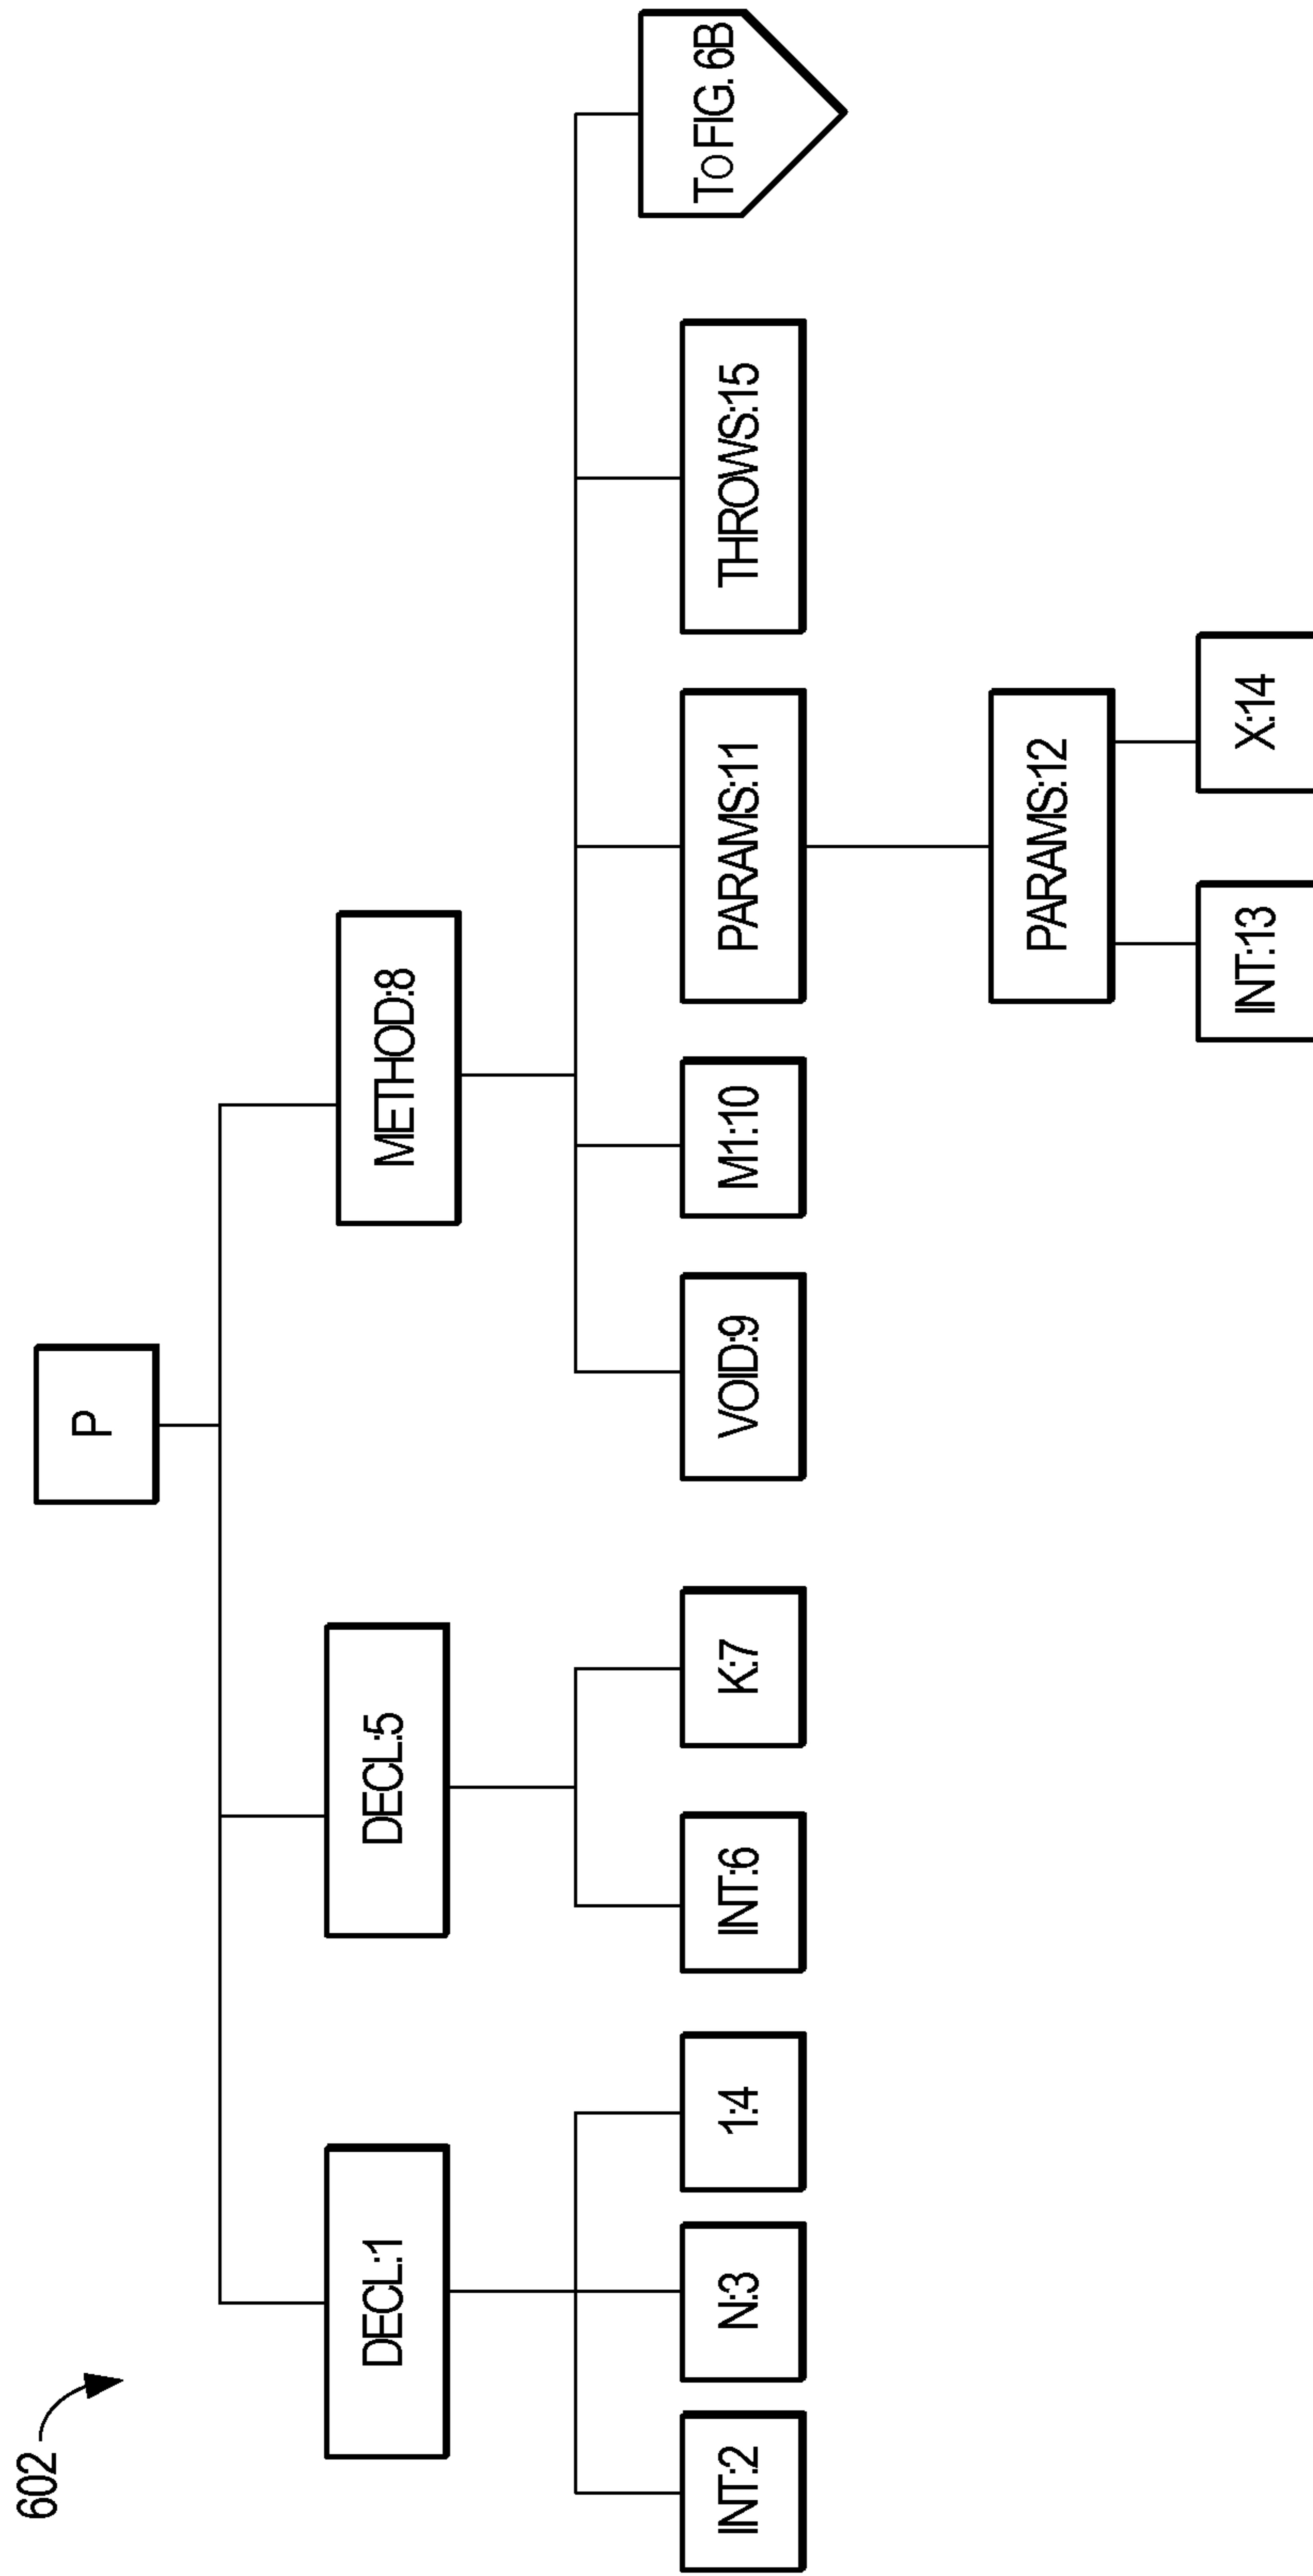 602
P
DECL:1
DECL:5
METHOD:8
INT:2
N:3
1:4
INT:6
K:7
VOID:9
M1:10
PARAMS:11
THROWS:15
TO FIG. 6B
PARAMS:12
INT:13
X:14